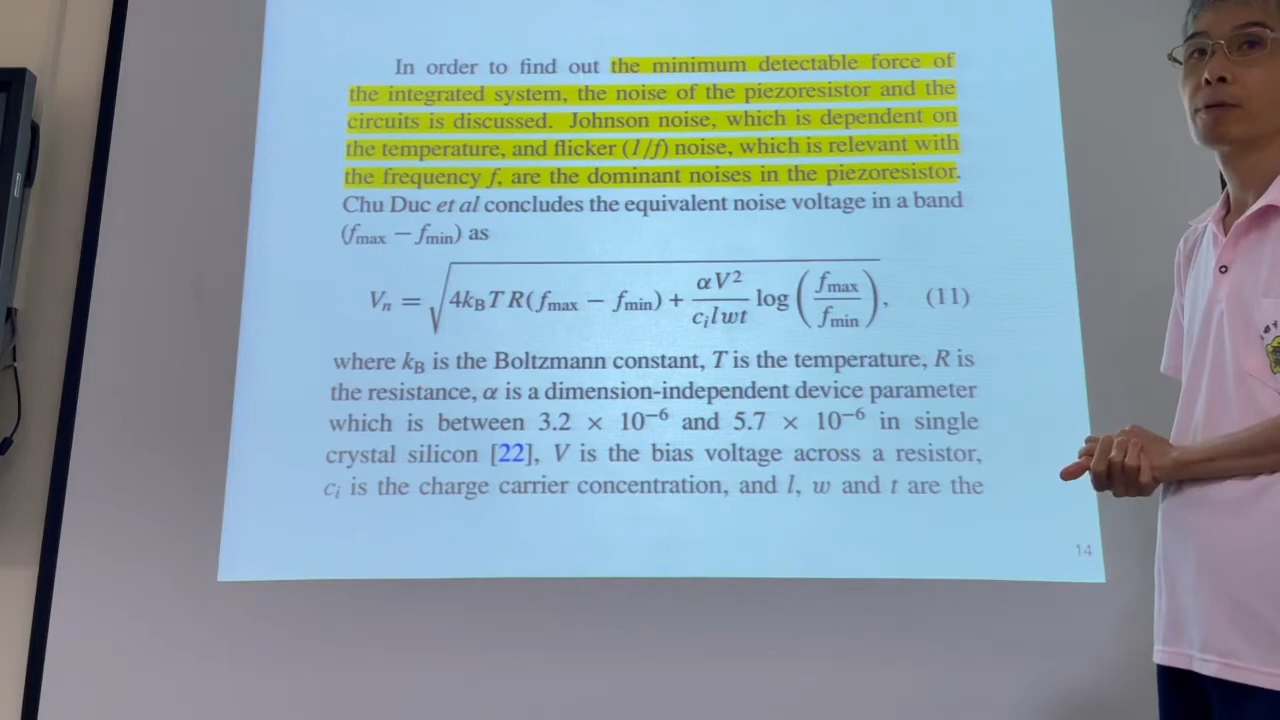 In order to find out the minimum detectable force of
the integrated system, the noise of the piezoresistor and the
circuits is discussed. Johnson noise, which is dependent on
the temperature, and flicker (1/f) noise, which is relevant with
the frequency f, are the dominant noises in the piezoresistor.
Chu Duc et al concludes the equivalent noise voltage in a band
(fmax − fmin) as
Vn = √4kBTR(fmax − fmin) + αV²/cilwt log (fmax/fmin), (11)
where kB is the Boltzmann constant, T is the temperature, R is
the resistance, α is a dimension-independent device parameter
which is between 3.2 × 10⁻⁶ and 5.7 × 10⁻⁶ in single
crystal silicon [22], V is the bias voltage across a resistor,
ci is the charge carrier concentration, and l, w and t are the
14